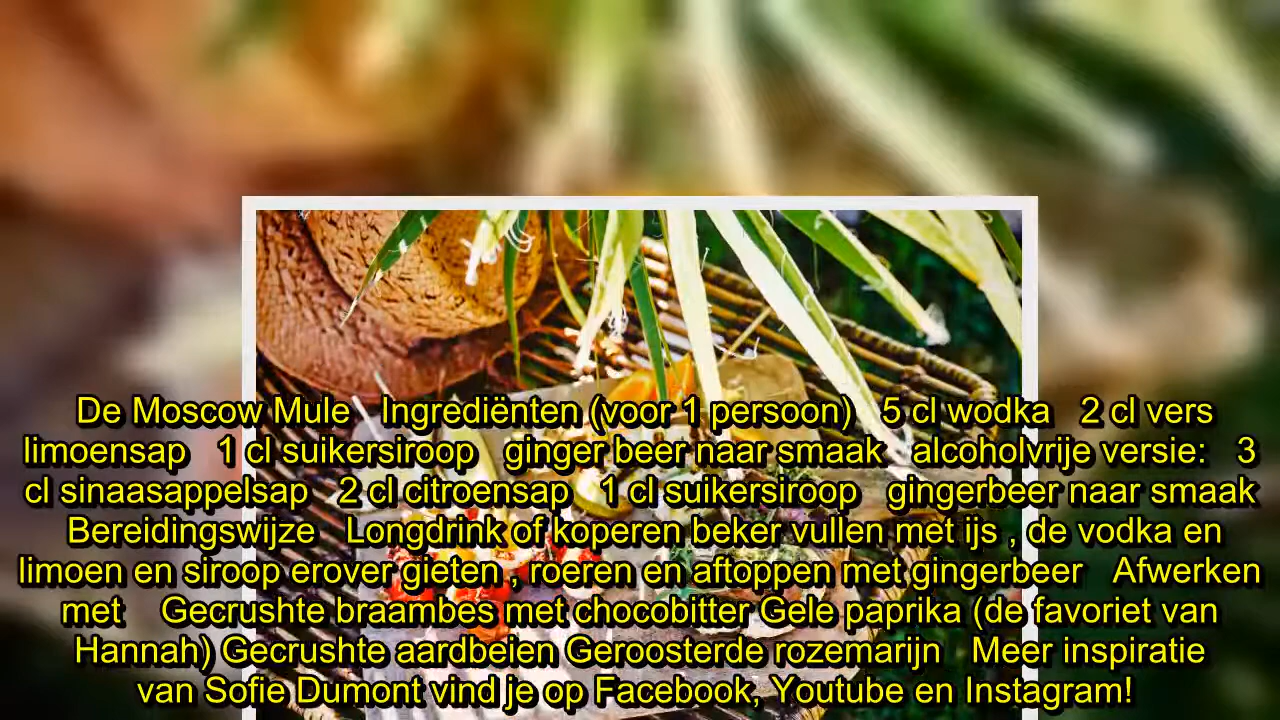 De Moscow Mule   Ingrediënten (voor 1 persoon)   5 cl wodka   2 cl vers
limoensap   1 cl suikersiroop   ginger beer naar smaak   alcoholvrije versie:   3
cl sinaasappelsap   2 cl citroensap   1 cl suikersiroop   gingerbeer naar smaak
Bereidingswijze   Longdrink of koperen beker vullen met ijs , de vodka en
limoen en siroop erover gieten , roeren en aftoppen met gingerbeer   Afwerken
met    Gecrushte braambes met chocobitter Gele paprika (de favoriet van
Hannah) Gecrushte aardbeien Geroosterde rozemarijn   Meer inspiratie
van Sofie Dumont vind je op Facebook, Youtube en Instagram!